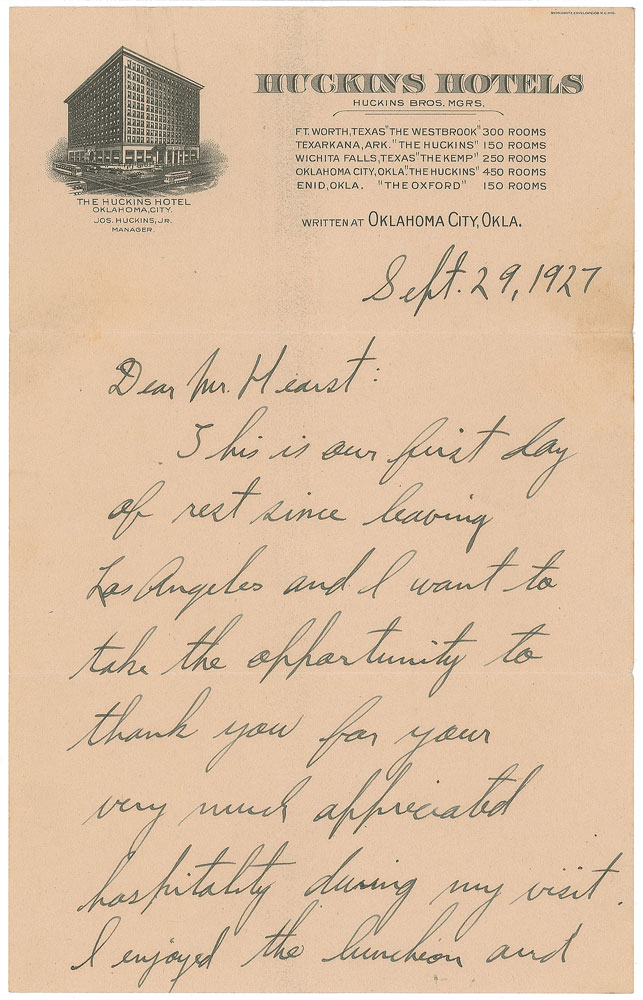 HUCKINS HOTELS
HUCKINS BROS. MGRS.
FT. WORTH, TEXAS "THE WESTBROOK" 300 ROOMS
TEXARKANA, ARK. "THE HUCKINS" 150 ROOMS
WICHITA FALLS, TEXAS "THE KEMP" 250 ROOMS
OKLAHOMA CITY, OKLA "THE HUCKINS" 450 ROOMS
ENID, OKLA. "THE OXFORD" 150 ROOMS
THE HUCKINS HOTEL
OKLAHOMA, CITY.
JOS. HUCKINS, JR.
MANAGER.
WRITTEN AT OKLAHOMA CITY, OKLA.
Sept. 29, 1927
Dear Mr. Hearst:
This is our first day
of rest since leaving
Los Angeles and I want to
take the opportunity to
thank you for your
very much appreciated
hospitality during my visit.
I enjoyed the luncheon and